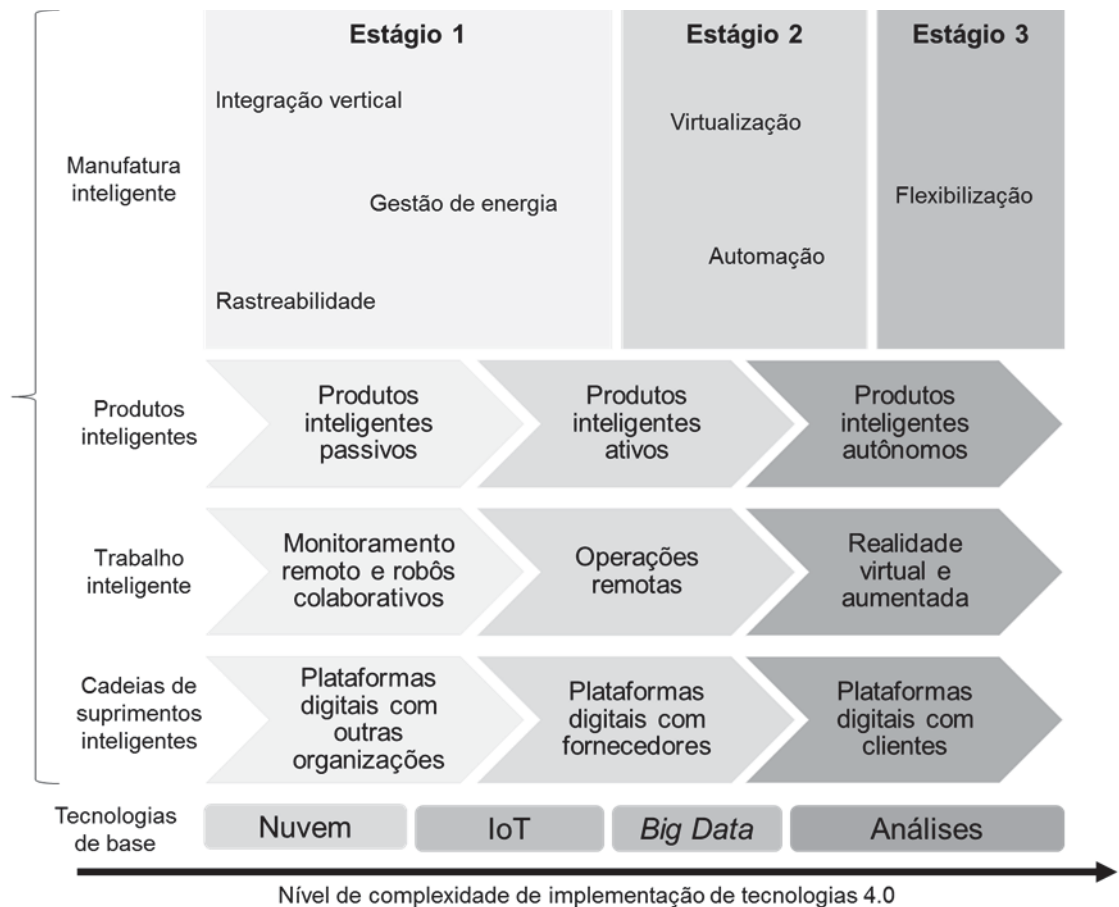 Estágio 1
Estágio 2
Estágio 3
Manufatura
inteligente
Integração vertical
Gestão de energia
Rastreabilidade
Virtualização
Automação
Flexibilização
Produtos
inteligentes
Produtos
inteligentes
passivos
Produtos
inteligentes
ativos
Produtos
inteligentes
autônomos
Trabalho
inteligente
Monitoramento
remoto e robôs
colaborativos
Operações
remotas
Realidade
virtual e
aumentada
Cadeias de
suprimentos
inteligentes
Plataformas
digitais com
outras
organizações
Plataformas
digitais com
fornecedores
Plataformas
digitais com
clientes
Tecnologias
de base
Nuvem
IoT
Big Data
Análises
Nível de complexidade de implementação de tecnologias 4.0